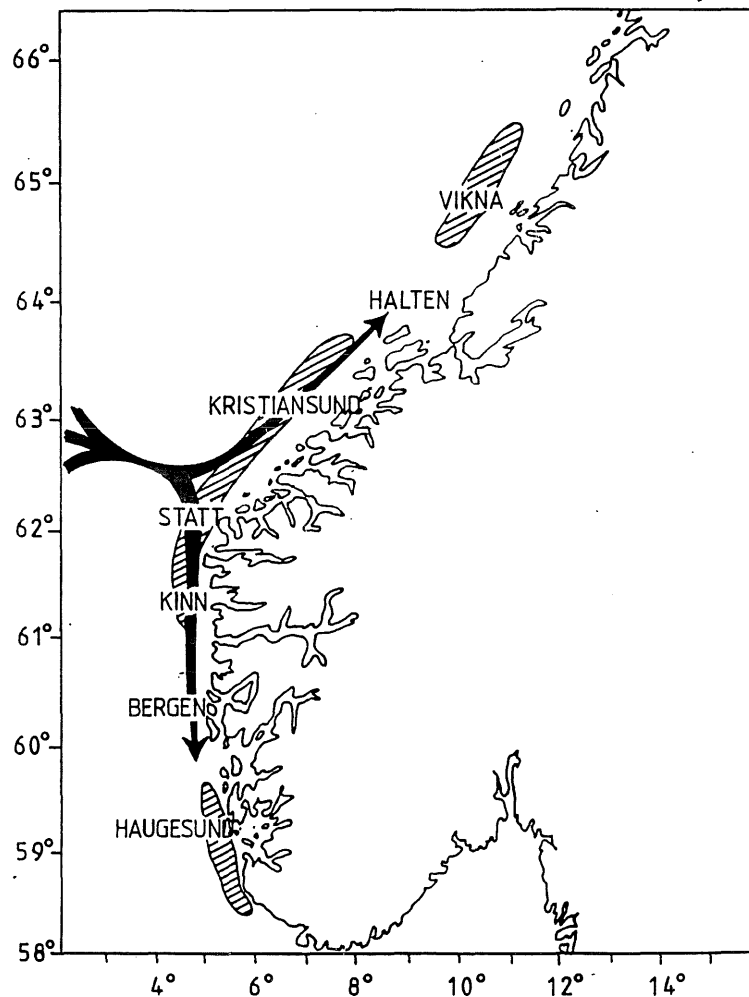 66°
65°
VIKNA
HALTEN
64°
KRISTIANSUND
63°
STATT
62°
KINN
61°
BERGEN
60°
HAUGESUND
59°
58°
4° 6° 8° 10° 12° 14°